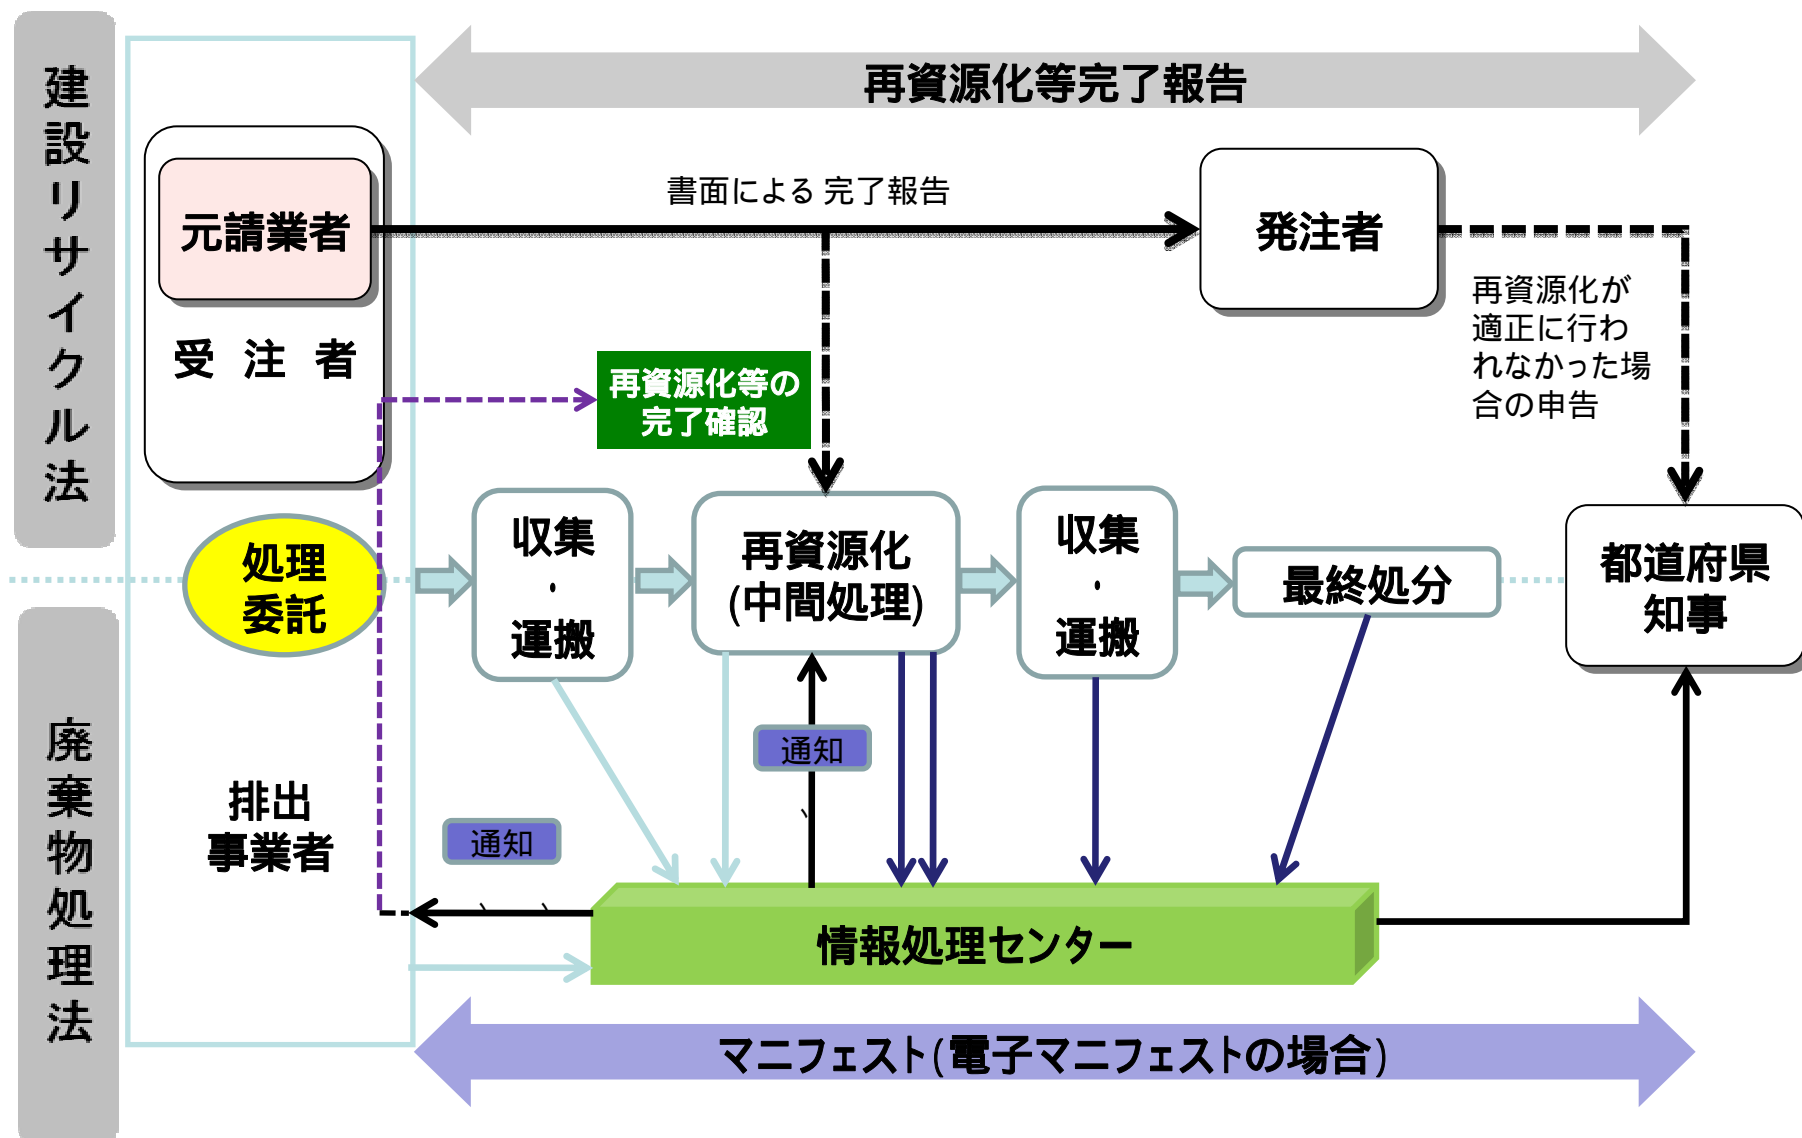 建設リサイクル法
再資源化等完了報告
書面による 完了報告
元請業者
発注者
受 注 者
再資源化が
適正に行わ
れなかった場
合の申告
再資源化等の
完了確認
処理
委託
収集
・
運搬
再資源化
(中間処理)
収集
・
運搬
最終処分
都道府県
知事
廃棄物処理法
排出
事業者
通知
通知
情報処理センター
マニフェスト(電子マニフェストの場合)